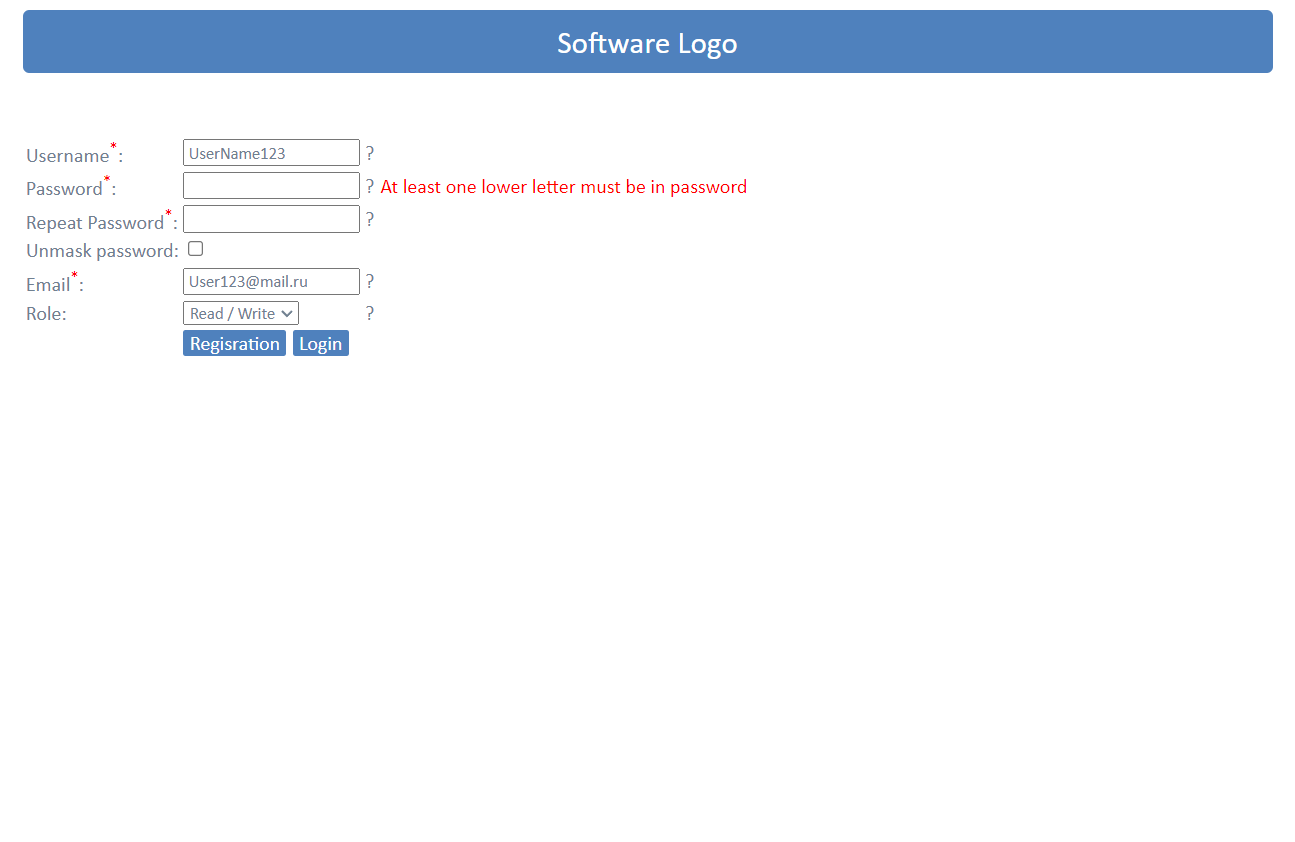 Software Logo
Username*: UserName123 ?
Password*: ? At least one lower letter must be in password
Repeat Password*: ?
Unmask password:
Email*: User123@mail.ru ?
Role: Read / Write ?
Regisration Login